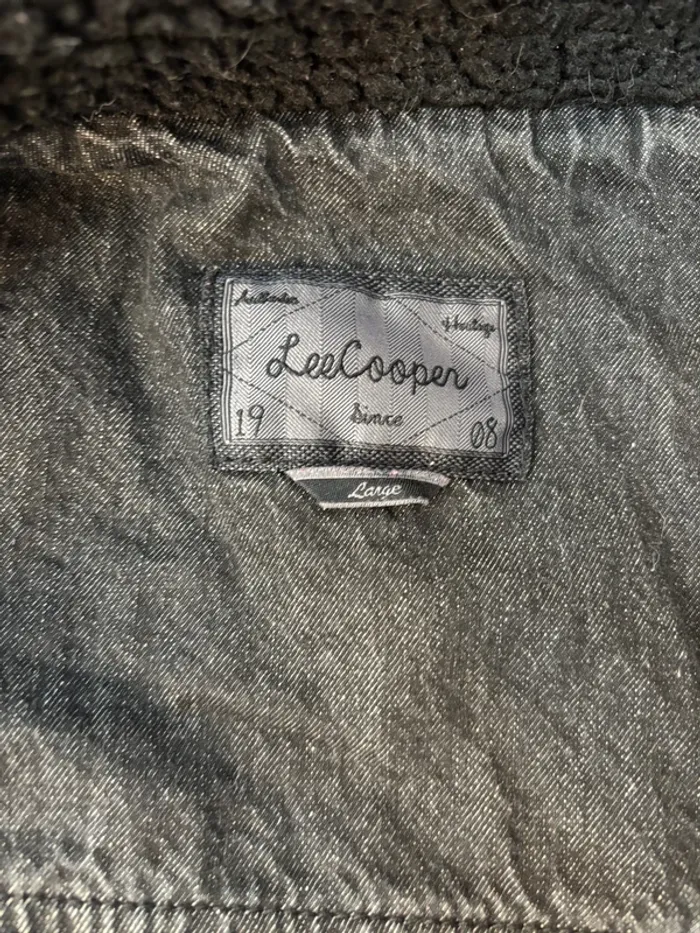 Authentic
Heritage
LeeCooper
Since
19 08
Large